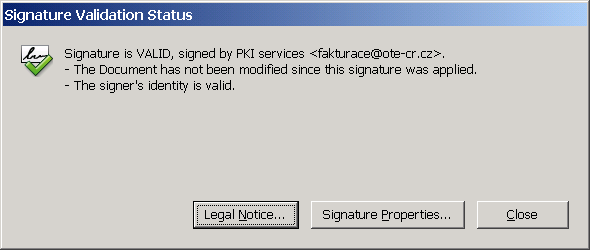 Signature Validation Status
Signature is VALID, signed by PKI services <fakturace@ote-cr.cz>.
- The Document has not been modified since this signature was applied.
- The signer's identity is valid.
Legal Notice... Signature Properties... Close